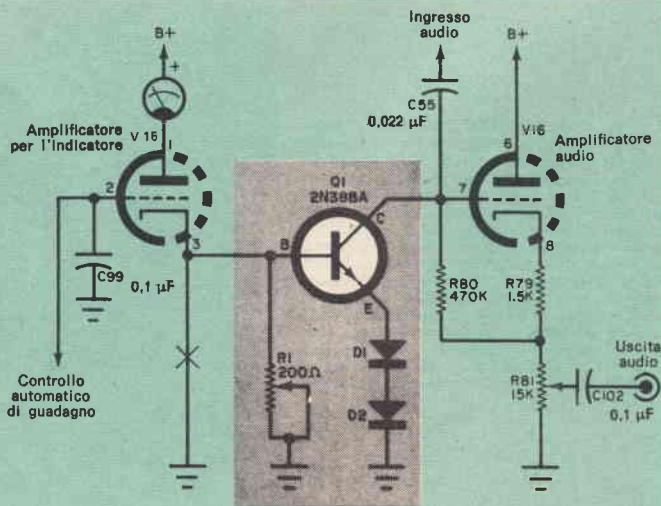 B+
+
V 16
1
Amplificatore
per l'Indicatore
2
3
C99
0,1 µF
Controllo
automatico
di guadagno
Q1
2N388A
B
C
E
R1
200Ω
D1
D2
Ingresso
audio
C55
0,022 µF
B+
V16
6
Amplificatore
audio
7
8
R80
470K
R79
1.5K
R81
15K
Uscita
audio
C102
0,1 µF